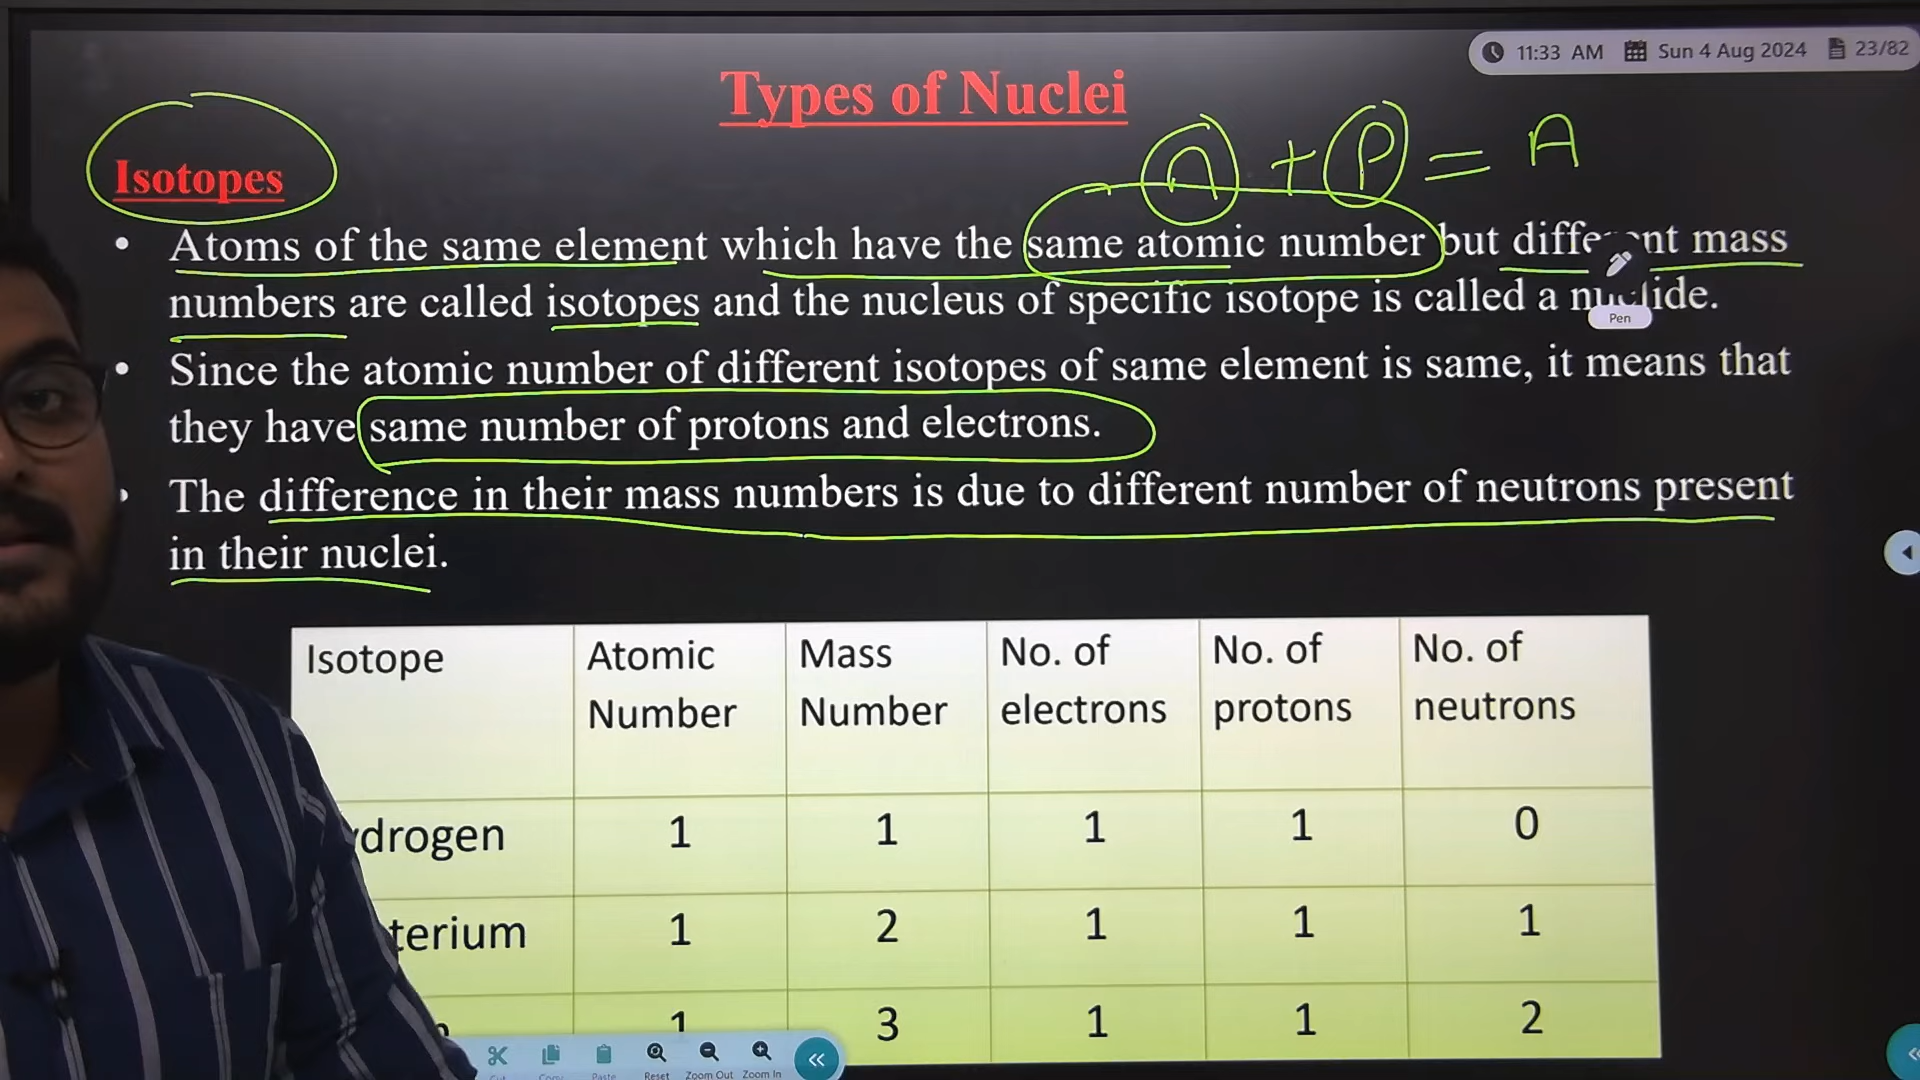 11:33 AM Sun 4 Aug 2024 23/82
Types of Nuclei
n + P = A
Isotopes
• Atoms of the same element which have the same atomic number but different mass
numbers are called isotopes and the nucleus of specific isotope is called a nuclide.
Pen
• Since the atomic number of different isotopes of same element is same, it means that
they have same number of protons and electrons.
• The difference in their mass numbers is due to different number of neutrons present
in their nuclei.
Isotope Atomic Number Mass Number No. of electrons No. of protons No. of neutrons
drogen 1 1 1 1 0
terium 1 2 1 1 1
1 3 1 1 2
Cut Copy Paste Reset Zoom Out Zoom In